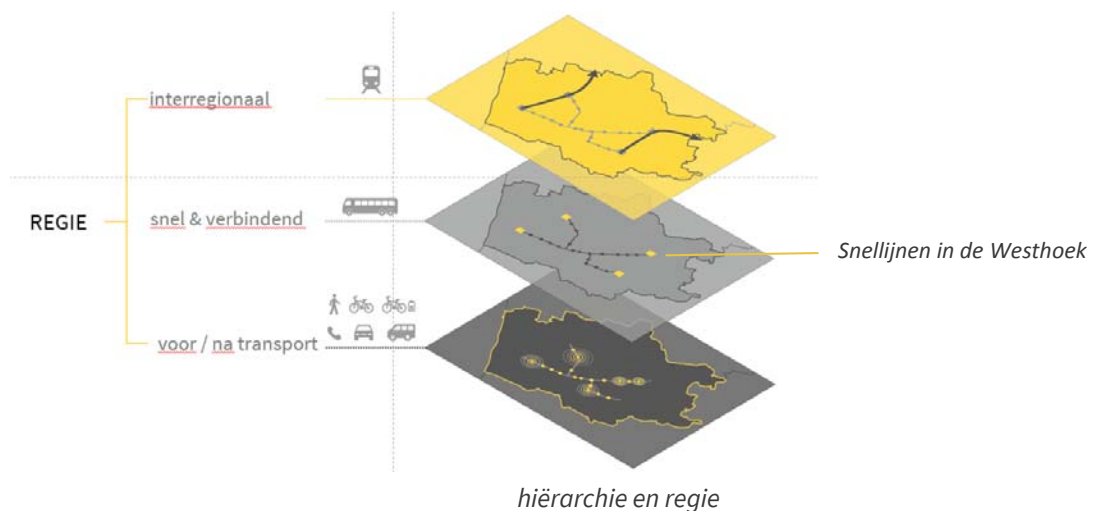 interregionaal
REGIE
snel & verbindend
Snellijnen in de Westhoek
voor / na transport
hiërarchie en regie